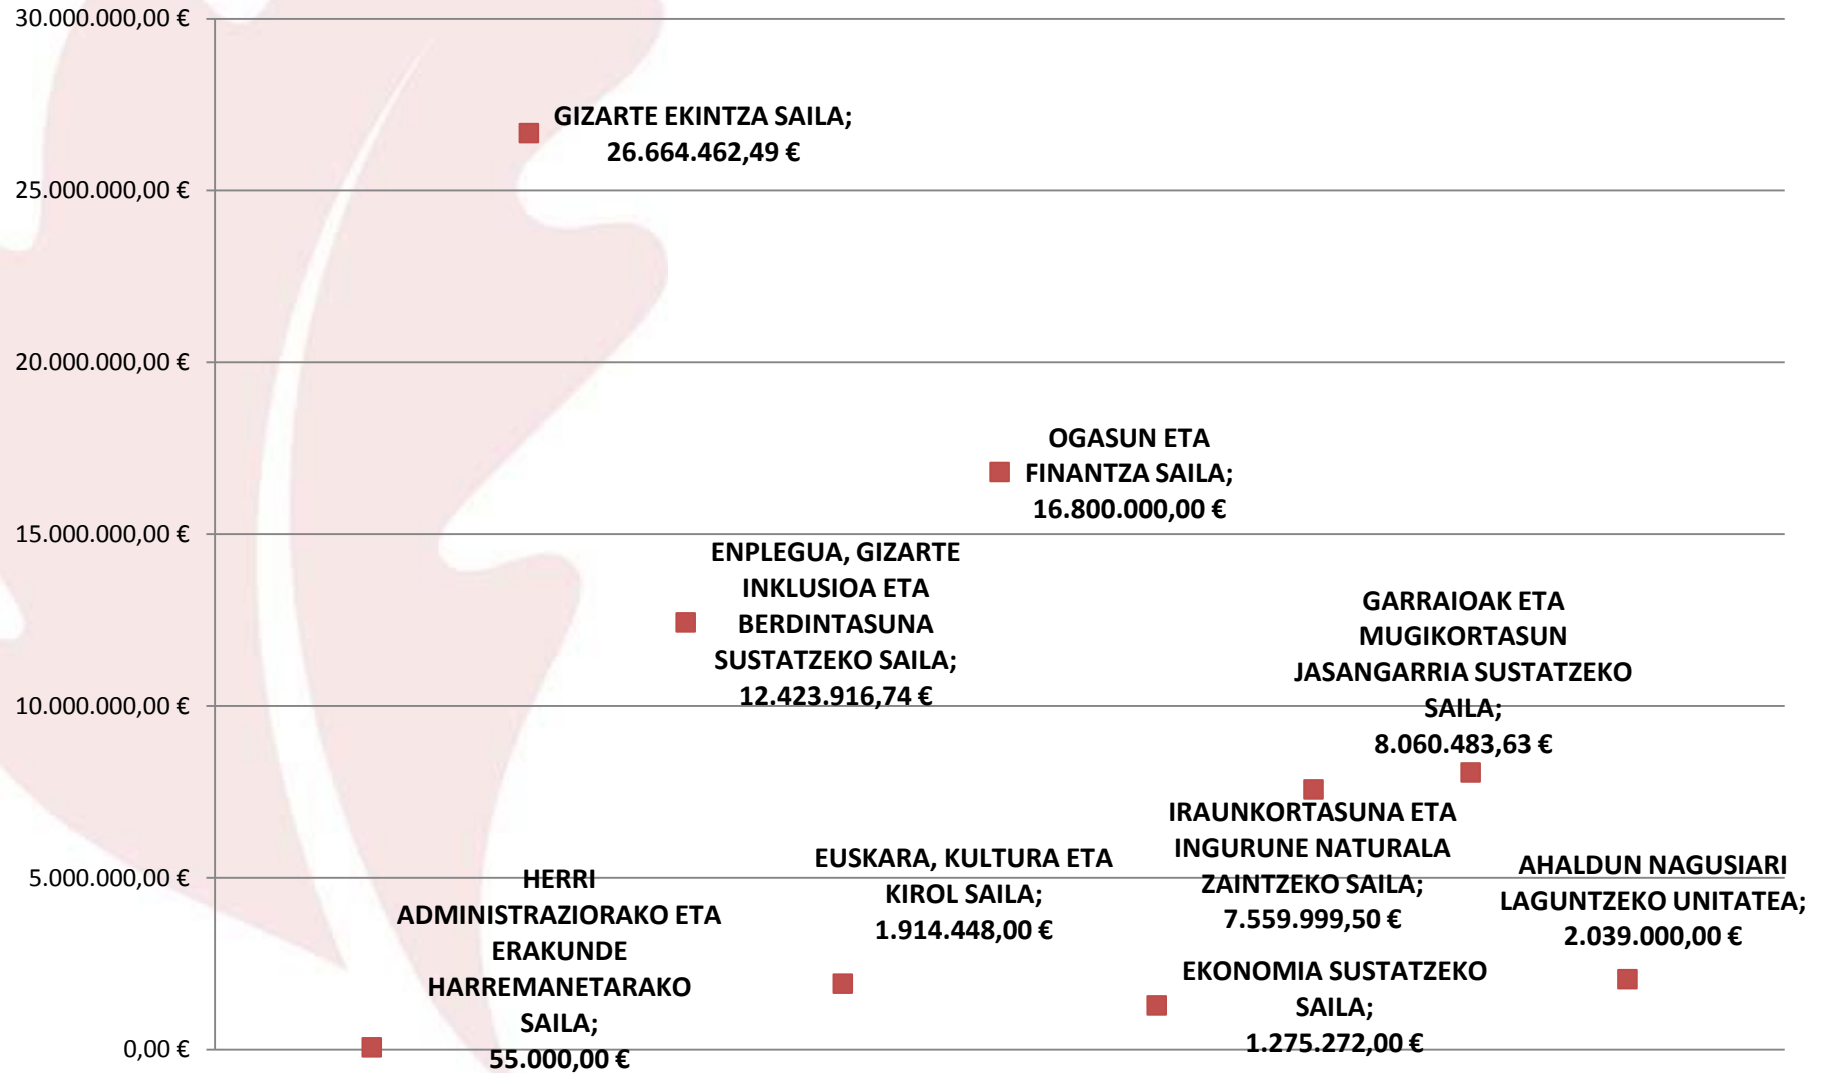 30.000.000,00 €
25.000.000,00 €
20.000.000,00 €
15.000.000,00 €
10.000.000,00 €
5.000.000,00 €
0,00 €
HERRI
ADMINISTRAZIORAKO ETA
ERAKUNDE
HARREMANETARAKO
SAILA;
55.000,00 €
GIZARTE EKINTZA SAILA;
26.664.462,49 €
ENPLEGUA, GIZARTE
INKLUSIOA ETA
BERDINTASUNA
SUSTATZEKO SAILA;
12.423.916,74 €
EUSKARA, KULTURA ETA
KIROL SAILA;
1.914.448,00 €
OGASUN ETA
FINANTZA SAILA;
16.800.000,00 €
EKONOMIA SUSTATZEKO
SAILA;
1.275.272,00 €
IRAUNKORTASUNA ETA
INGURUNE NATURALA
ZAINTZEKO SAILA;
7.559.999,50 €
GARRAIOAK ETA
MUGIKORTASUN
JASANGARRIA SUSTATZEKO
SAILA;
8.060.483,63 €
AHALDUN NAGUSIARI
LAGUNTZEKO UNITATEA;
2.039.000,00 €